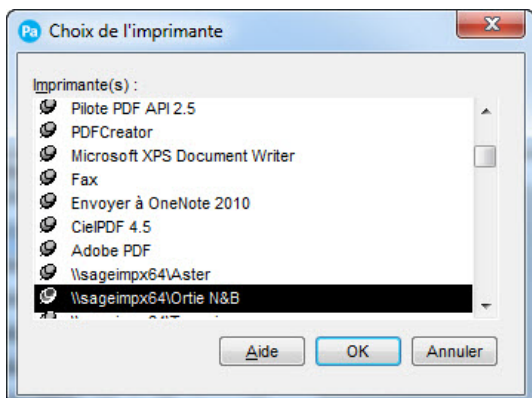 Pa Choix de l'imprimante
Imprimante(s) :
Pilote PDF API 2.5
PDFCreator
Microsoft XPS Document Writer
Fax
Envoyer à OneNote 2010
CielPDF 4.5
Adobe PDF
\\sageimpx64\Aster
\\sageimpx64\Ortie N&B
Aide OK Annuler